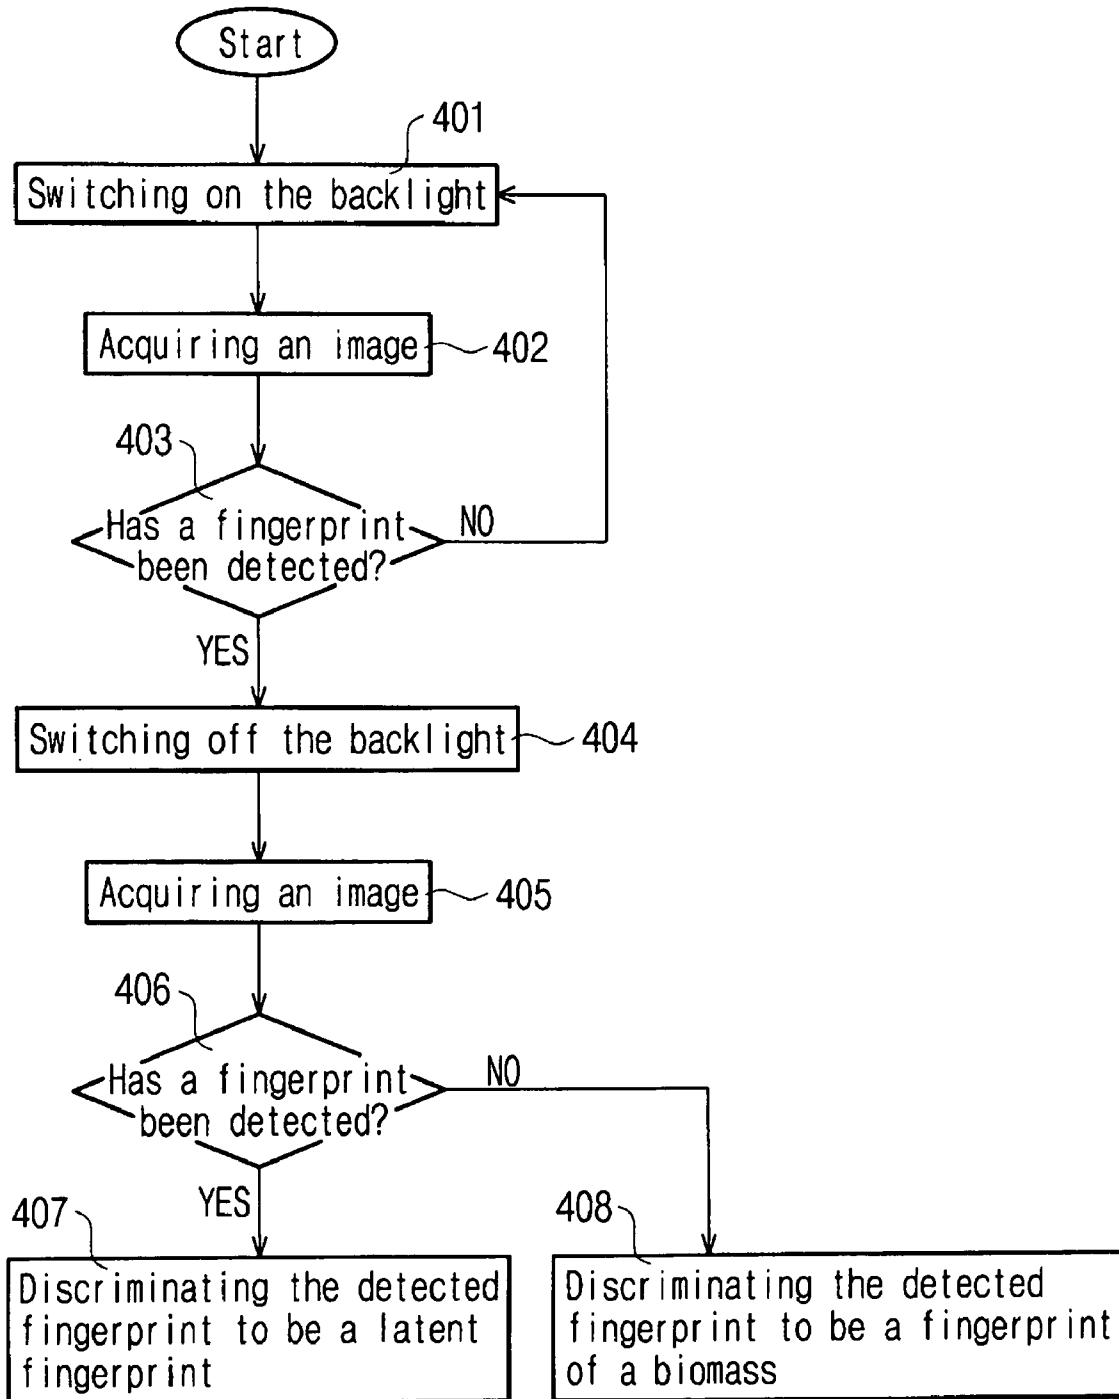 Start
401
Switching on the backlight
Acquiring an image
402
403
Has a fingerprint
been detected?
NO
YES
Switching off the backlight
404
Acquiring an image
405
406
Has a fingerprint
been detected?
NO
YES
407
Discriminating the detected
fingerprint to be a latent
fingerprint
408
Discriminating the detected
fingerprint to be a fingerprint
of a biomass